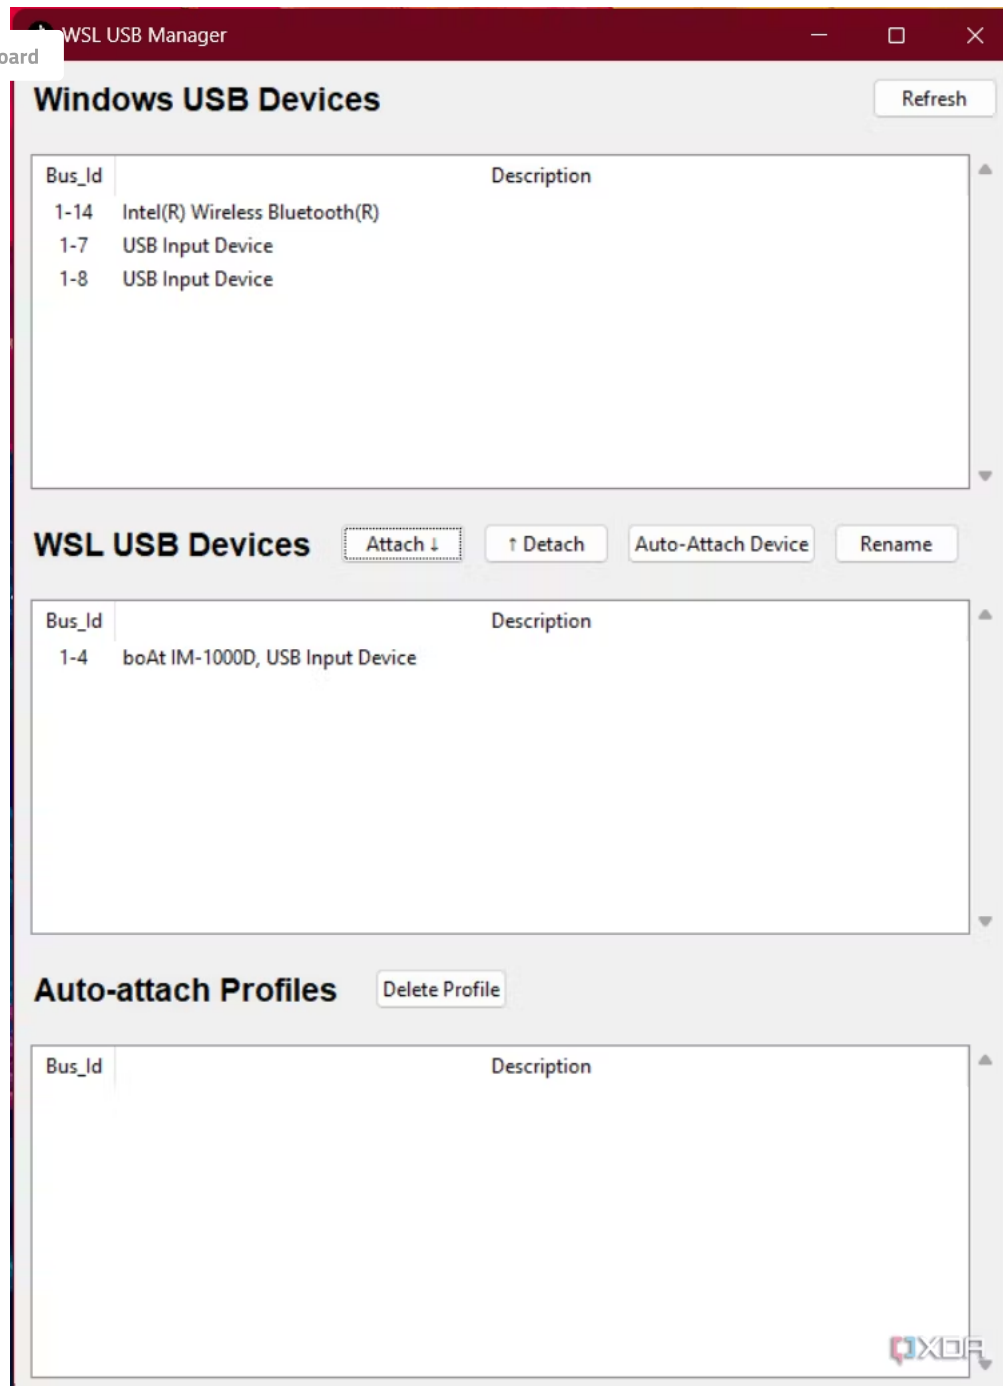 WSL USB Manager
oard
Windows USB Devices Refresh
Bus_Id Description
1-14 Intel(R) Wireless Bluetooth(R)
1-7 USB Input Device
1-8 USB Input Device
WSL USB Devices Attach ↓ ↑ Detach Auto-Attach Device Rename
Bus_Id Description
1-4 boAt IM-1000D, USB Input Device
Auto-attach Profiles Delete Profile
Bus_Id Description
XDA